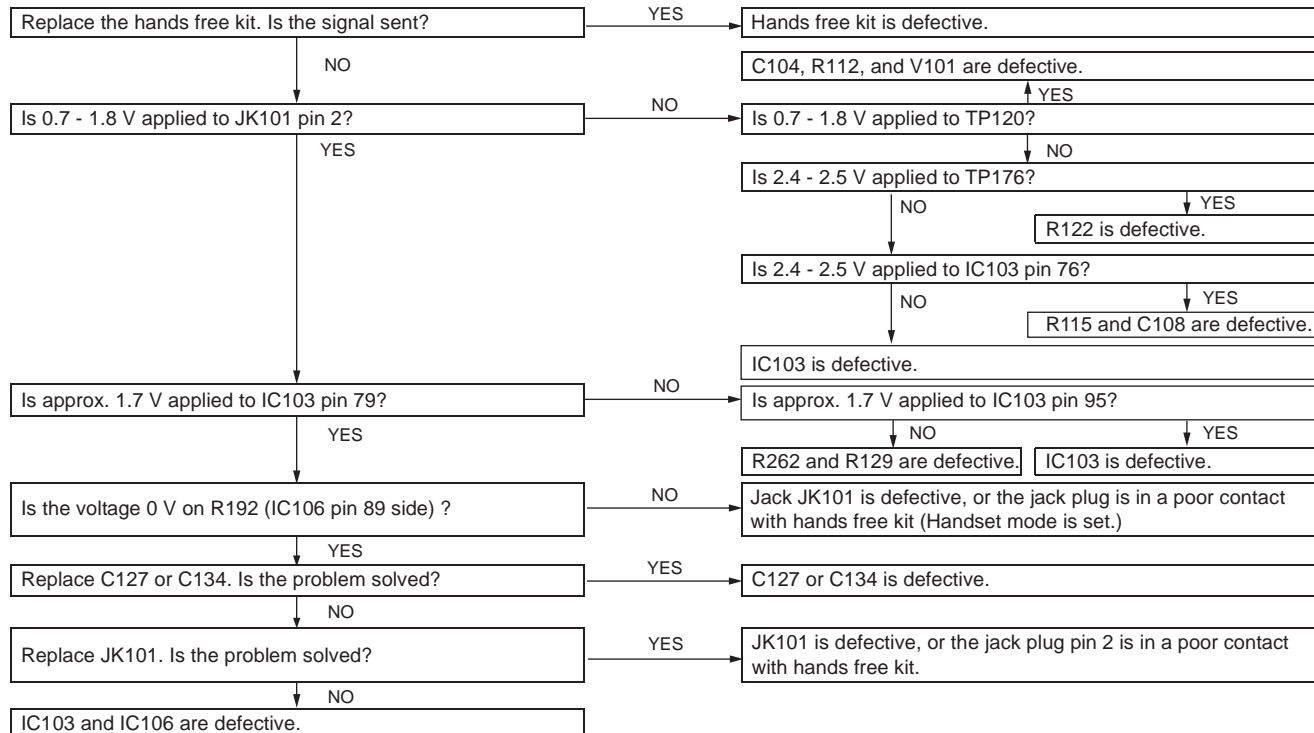 Replace the hands free kit. Is the signal sent?
YES
Hands free kit is defective.
NO
C104, R112, and V101 are defective.
YES
Is 0.7 - 1.8 V applied to JK101 pin 2?
NO
Is 0.7 - 1.8 V applied to TP120?
YES
NO
Is 2.4 - 2.5 V applied to TP176?
NO
YES
R122 is defective.
Is 2.4 - 2.5 V applied to IC103 pin 76?
NO
YES
R115 and C108 are defective.
IC103 is defective.
Is approx. 1.7 V applied to IC103 pin 79?
NO
Is approx. 1.7 V applied to IC103 pin 95?
YES
NO
YES
R262 and R129 are defective.
IC103 is defective.
Is the voltage 0 V on R192 (IC106 pin 89 side) ?
NO
Jack JK101 is defective, or the jack plug is in a poor contact
with hands free kit (Handset mode is set.)
YES
Replace C127 or C134. Is the problem solved?
YES
C127 or C134 is defective.
NO
Replace JK101. Is the problem solved?
YES
JK101 is defective, or the jack plug pin 2 is in a poor contact
with hands free kit.
NO
IC103 and IC106 are defective.